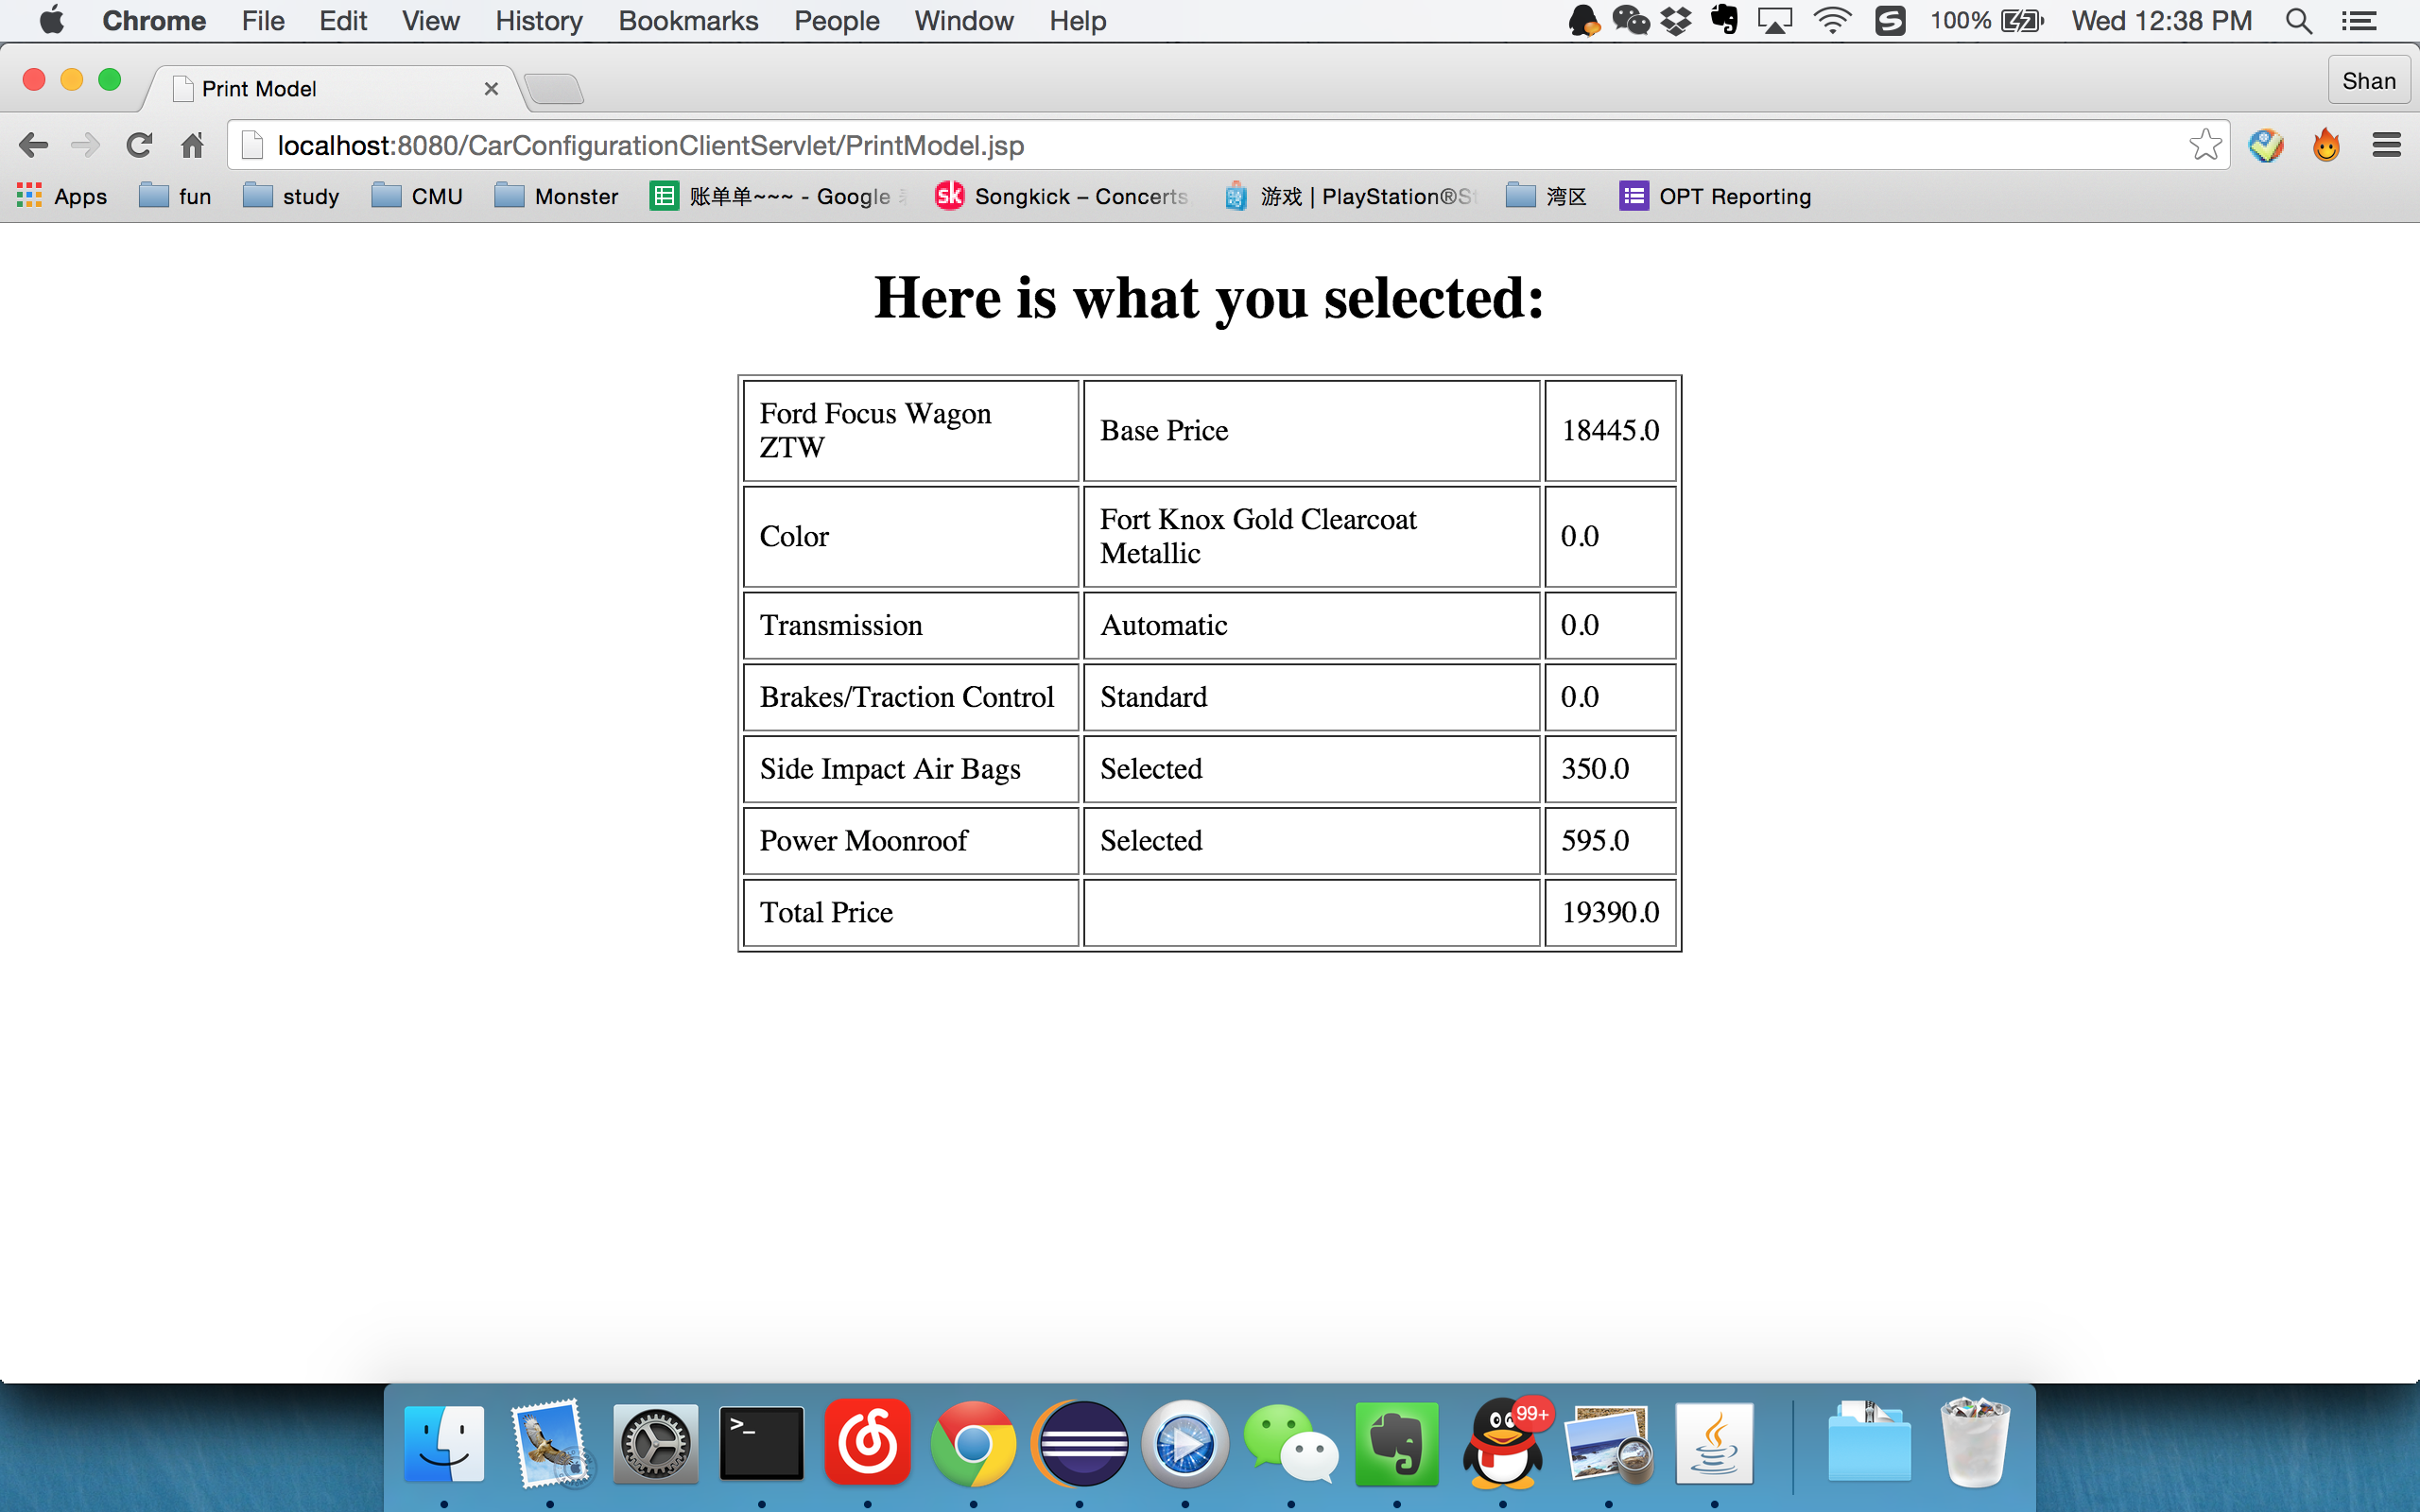 Chrome File Edit View History Bookmarks People Window Help 100% Wed 12:38 PM
Print Model Shan
localhost:8080/CarConfigurationClientServlet/PrintModel.jsp
Apps fun study CMU Monster 账单单~~~ - Google Songkick – Concerts 游戏 | PlayStation®St 湾区 OPT Reporting
Here is what you selected:
Ford Focus Wagon
ZTW
Base Price
18445.0
Color
Fort Knox Gold Clearcoat
Metallic
0.0
Transmission
Automatic
0.0
Brakes/Traction Control
Standard
0.0
Side Impact Air Bags
Selected
350.0
Power Moonroof
Selected
595.0
Total Price
19390.0
99+